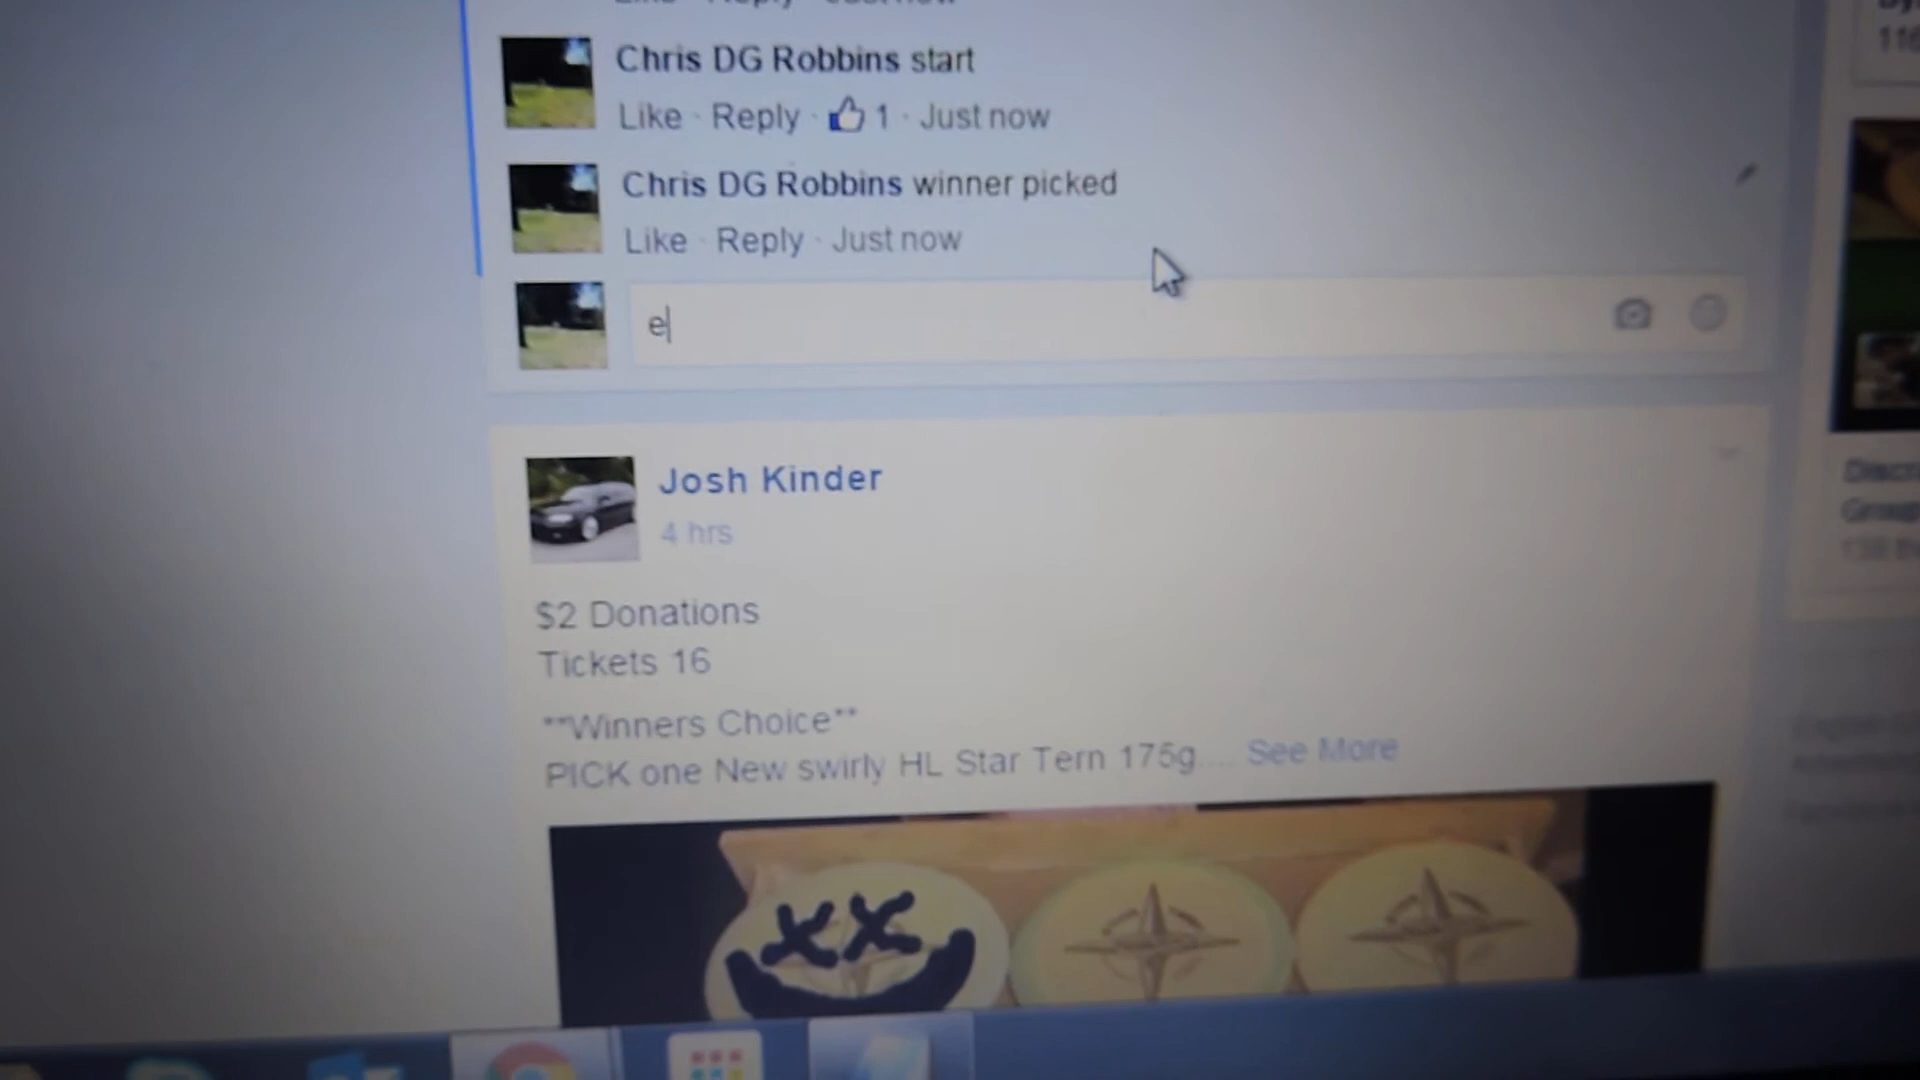 Chris DG Robbins start
Like · Reply · 1 · Just now
Chris DG Robbins winner picked
Like · Reply · Just now
e
Josh Kinder
4 hrs
$2 Donations
Tickets 16
**Winners Choice**
PICK one New swirly HL Star Tern 175g... See More
116